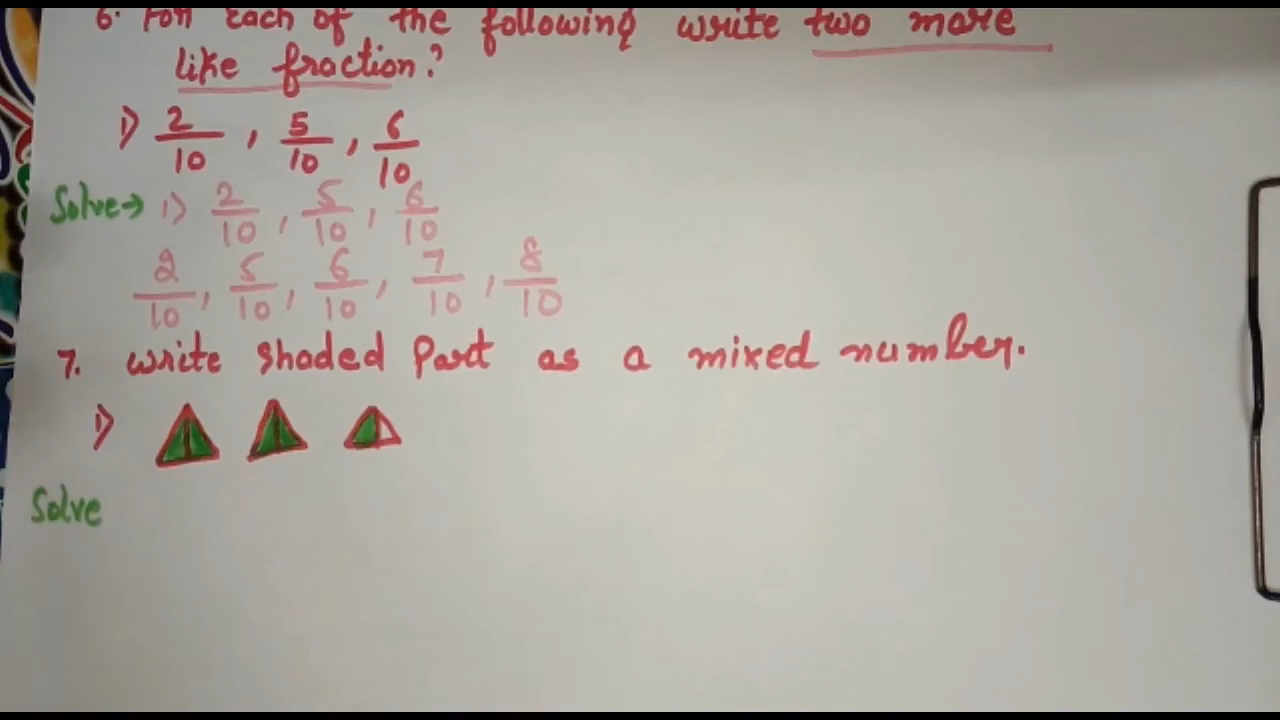 6. For each of the following write two more
like fraction?
1) 2/10 , 5/10 , 6/10
Solve→ 1) 2/10 , 5/10 , 6/10
2/10 , 5/10 , 6/10 , 7/10 , 8/10
7. write shaded Part as a mixed number.
1)
Solve